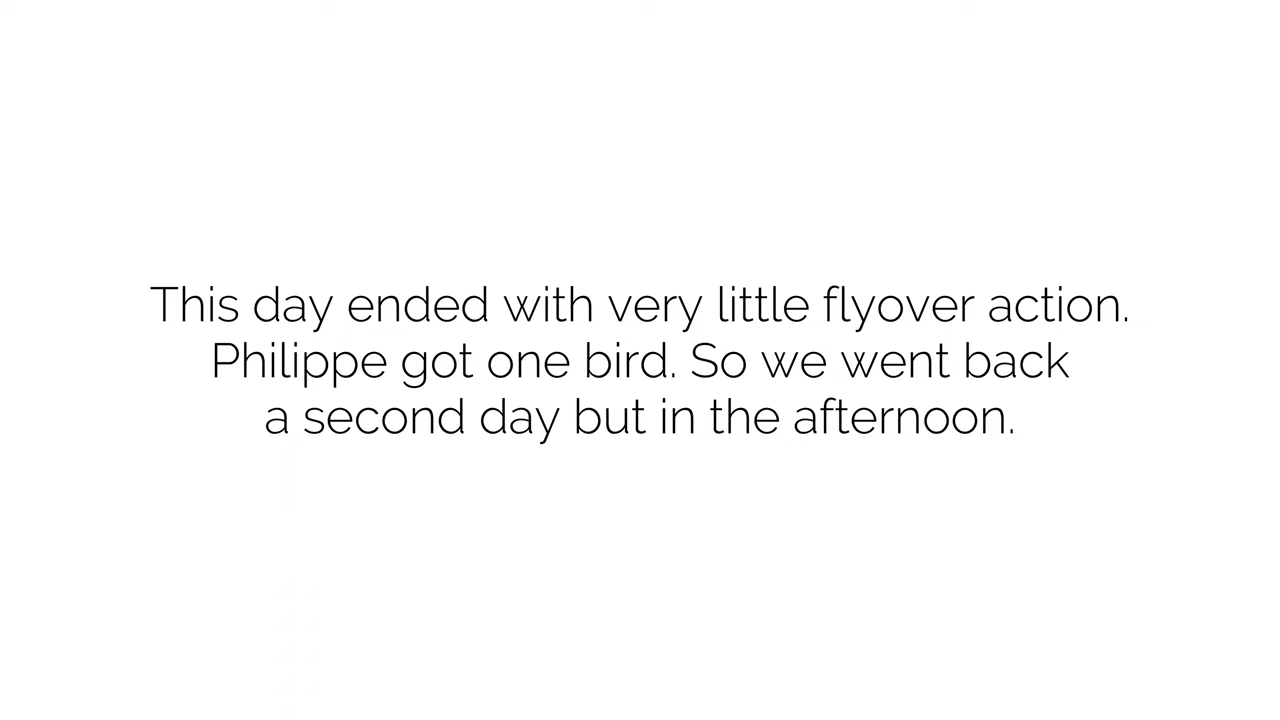 This day ended with very little flyover action.
Philippe got one bird. So we went back
a second day but in the afternoon.